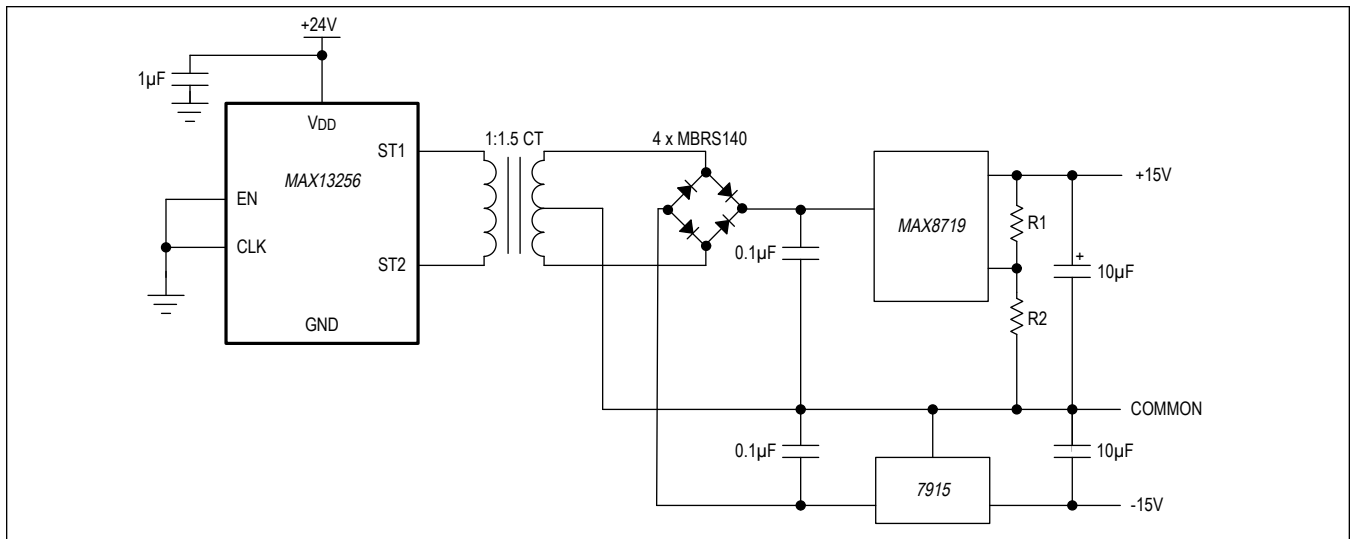 +24V
1µF
VDD
1:1.5 CT
4 x MBRS140
ST1
MAX13256
+15V
EN
R1
MAX8719
CLK
0.1µF
+
10µF
ST2
R2
GND
COMMON
0.1µF
10µF
7915
-15V